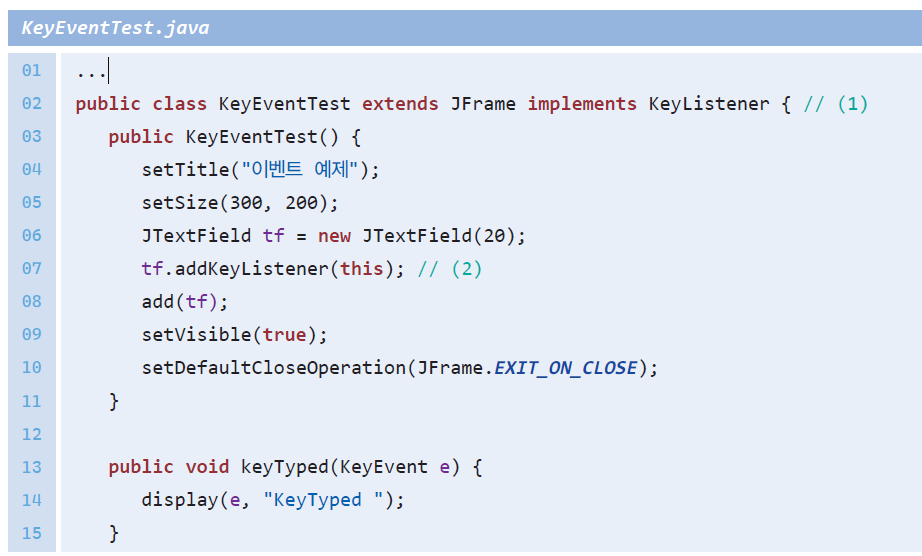 KeyEventTest.java
01 ...
02 public class KeyEventTest extends JFrame implements KeyListener { // (1)
03 public KeyEventTest() {
04 setTitle("이벤트 예제");
05 setSize(300, 200);
06 JTextField tf = new JTextField(20);
07 tf.addKeyListener(this); // (2)
08 add(tf);
09 setVisible(true);
10 setDefaultCloseOperation(JFrame.EXIT_ON_CLOSE);
11 }
12
13 public void keyTyped(KeyEvent e) {
14 display(e, "KeyTyped ");
15 }